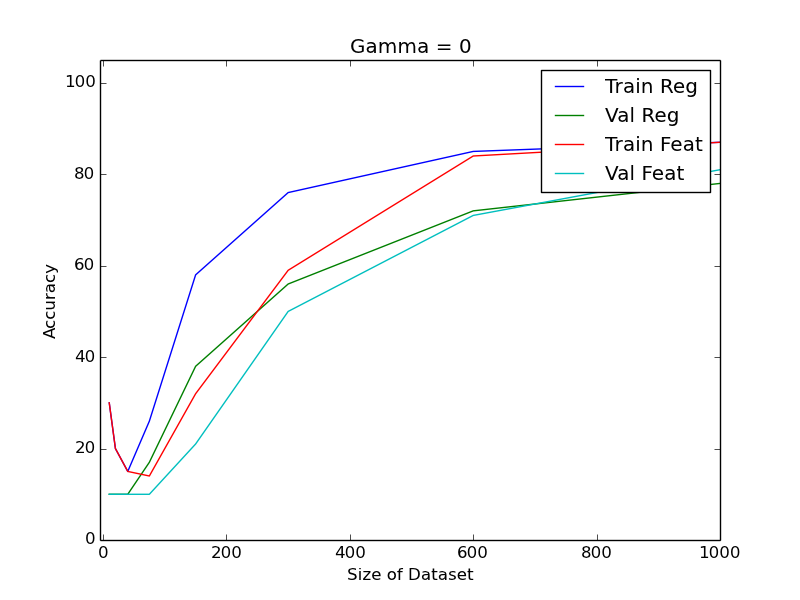 Gamma = 0
Train Reg
Val Reg
Train Feat
Val Feat
100
80
60
40
20
0
Accuracy
0 200 400 600 800 1000
Size of Dataset